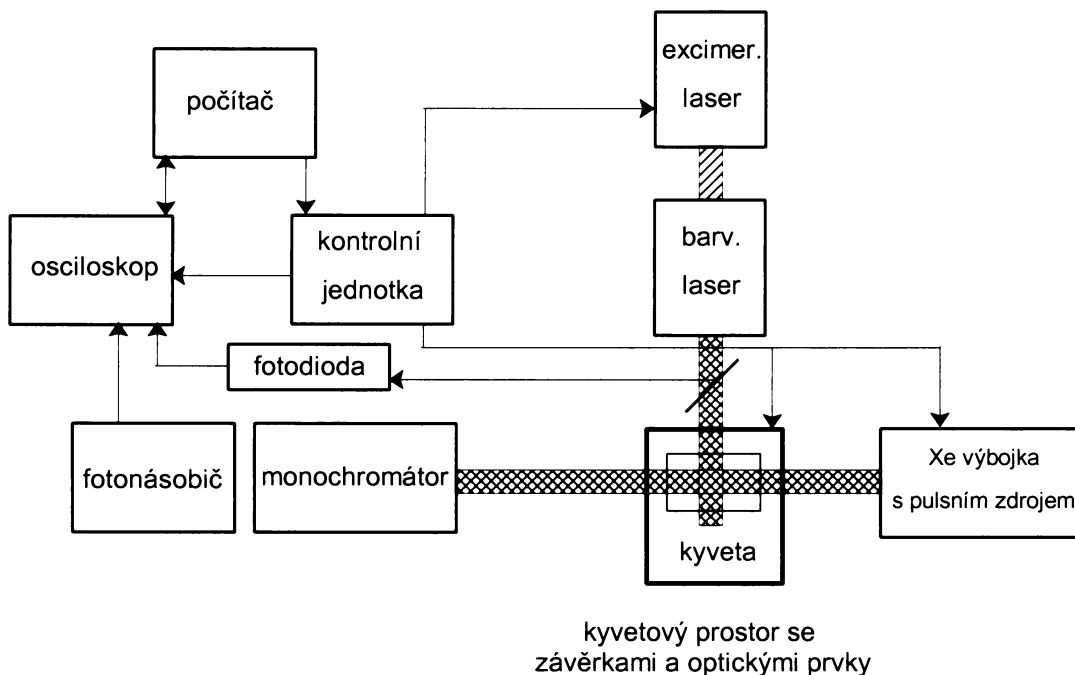 excimer.
laser
počítač
kontrolní
jednotka
osciloskop
barv.
laser
fotodioda
fotonásobič
monochromátor
Xe výbojka
s pulsním zdrojem
kyveta
kyvetový prostor se
závěrkami a optickými prvky